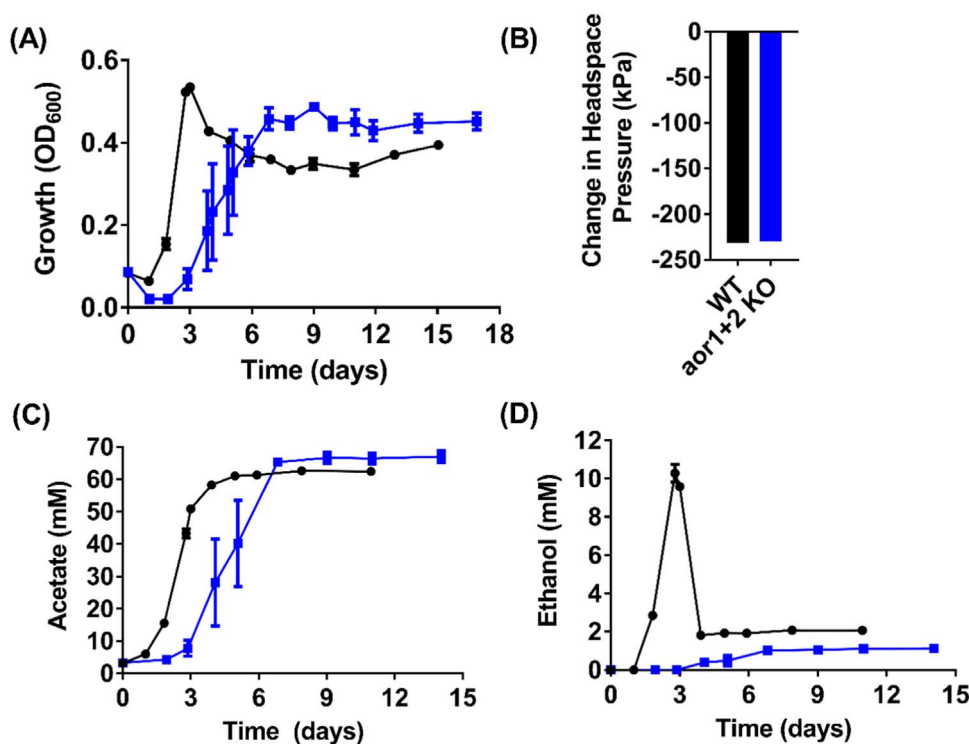 (A)
Growth (OD600)
0.6
0.4
0.2
0.0
0 3 6 9 12 15 18
Time (days)
(B)
Change in Headspace
Pressure (kPa)
0
-50
-100
-150
-200
-250
WT
aor1+2 KO
(C)
Acetate (mM)
70
60
50
40
30
20
10
0
0 3 6 9 12 15
Time (days)
(D)
Ethanol (mM)
12
10
8
6
4
2
0
0 3 6 9 12 15
Time (days)